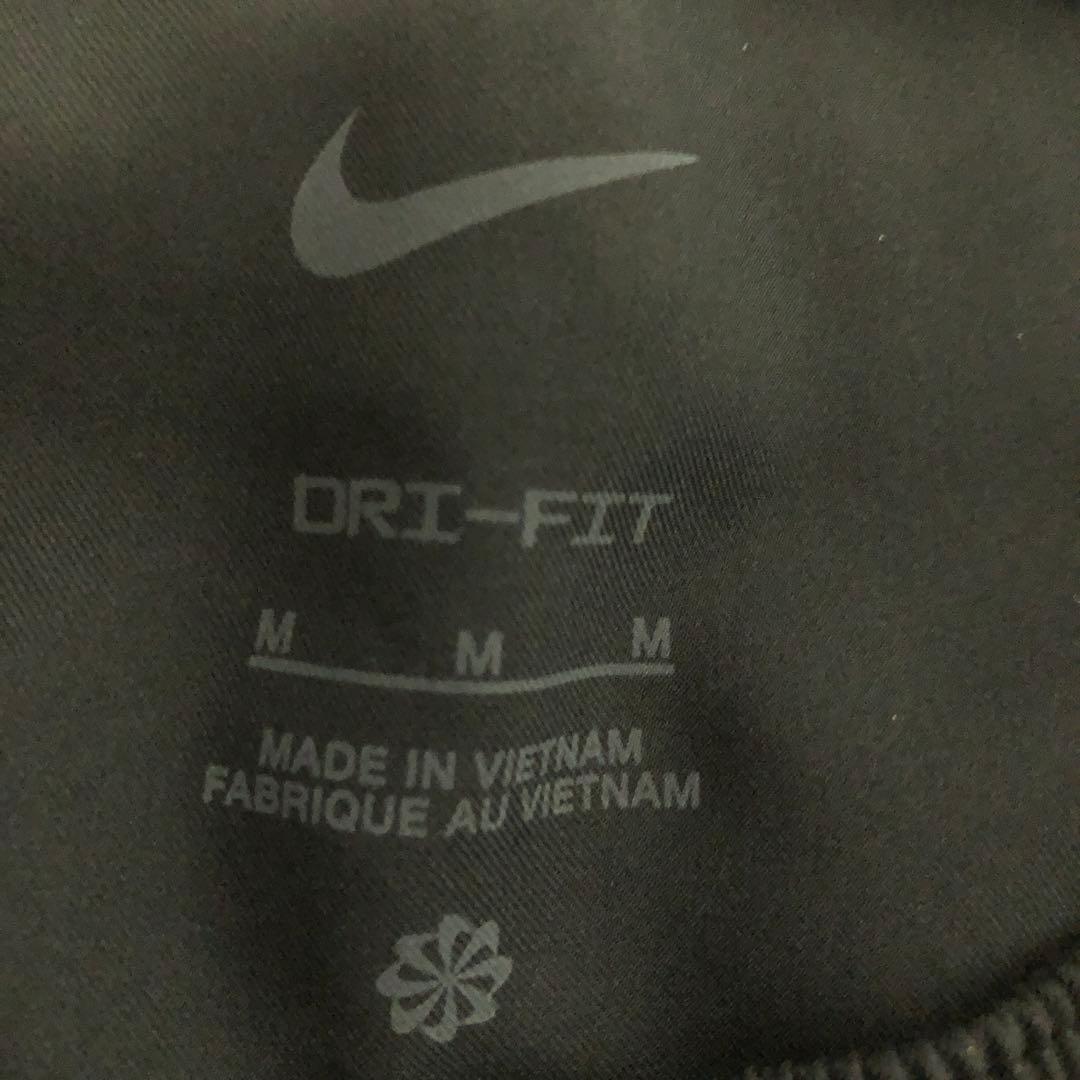 DRI-FIT
M M M
MADE IN VIETNAM
FABRIQUE AU VIETNAM